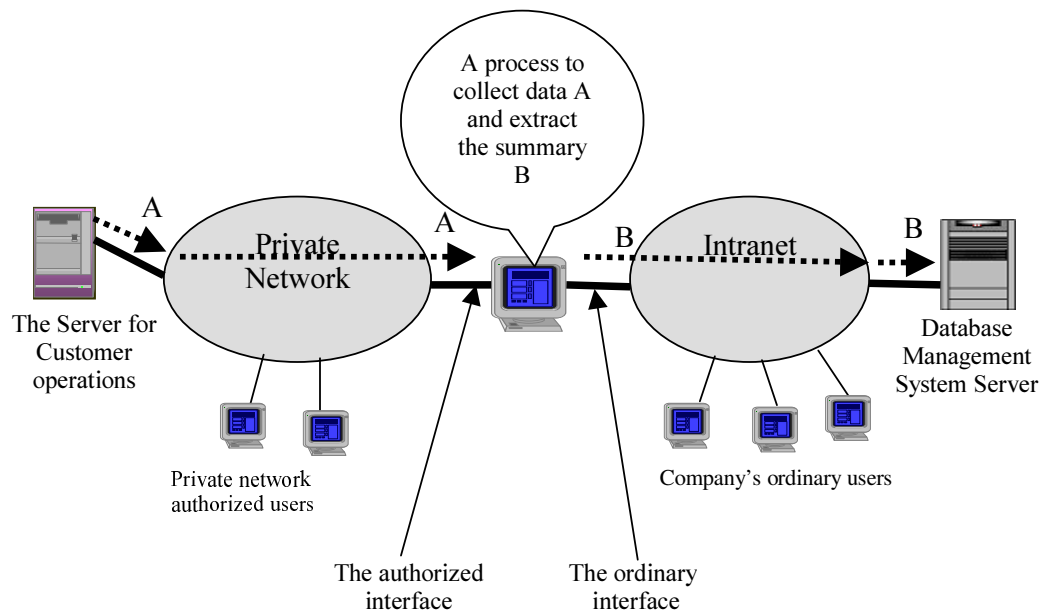 A process to
collect data A
and extract
the summary
B
A
Private
Network
A
B
Intranet
B
The Server for
Customer
operations
Database
Management
System Server
Private network
authorized users
Company's ordinary users
The authorized
interface
The ordinary
interface